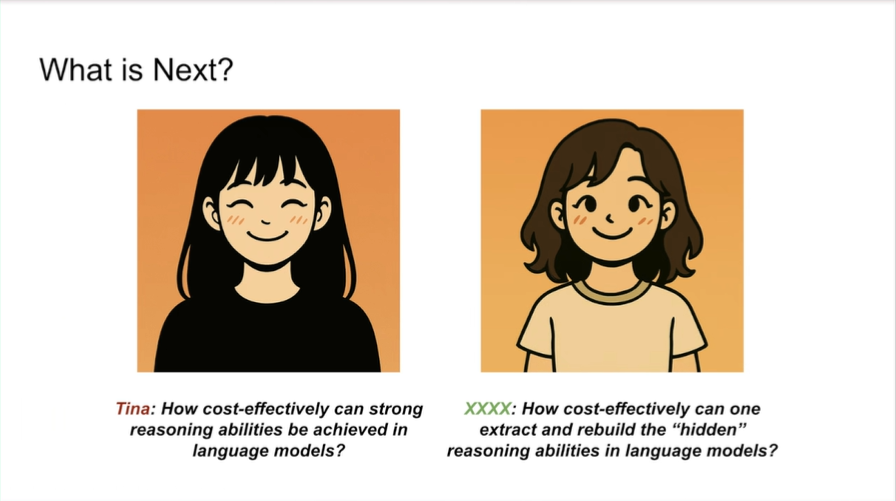 What is Next?
Tina: How cost-effectively can strong
reasoning abilities be achieved in
language models?
XXXX: How cost-effectively can one
extract and rebuild the “hidden”
reasoning abilities in language models?